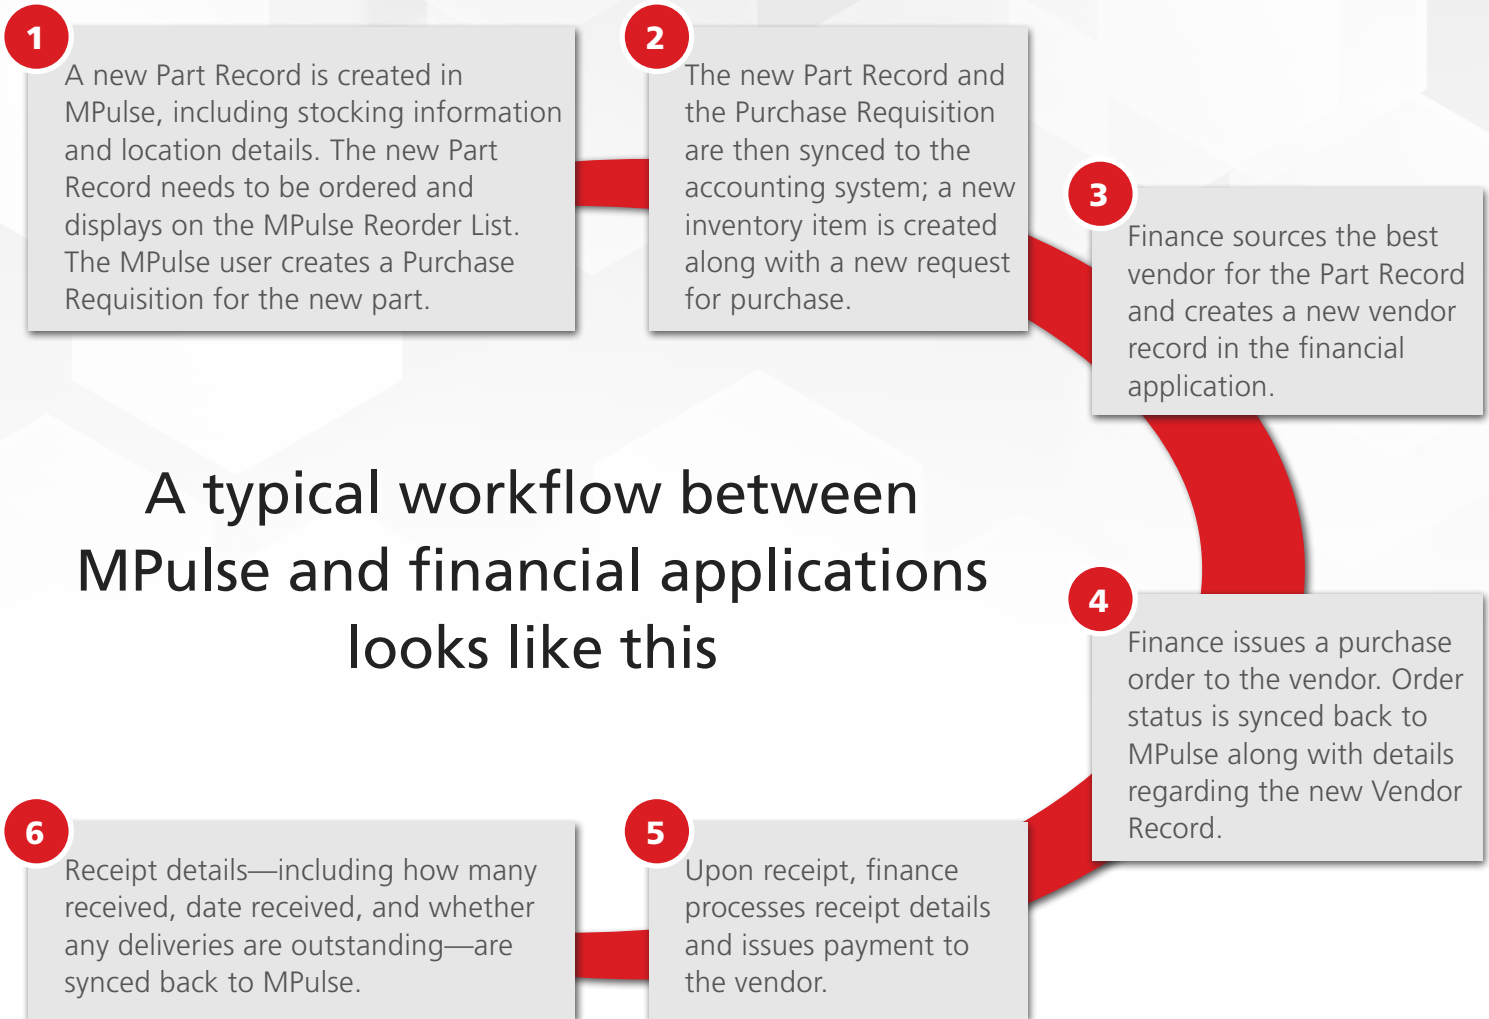 1
A new Part Record is created in
MPulse, including stocking information
and location details. The new Part
Record needs to be ordered and
displays on the MPulse Reorder List.
The MPulse user creates a Purchase
Requisition for the new part.
2
The new Part Record and
the Purchase Requisition
are then synced to the
accounting system; a new
inventory item is created
along with a new request
for purchase.
3
Finance sources the best
vendor for the Part Record
and creates a new vendor
record in the financial
application.
A typical workflow between
MPulse and financial applications
looks like this
4
Finance issues a purchase
order to the vendor. Order
status is synced back to
MPulse along with details
regarding the new Vendor
Record.
5
Upon receipt, finance
processes receipt details
and issues payment to
the vendor.
6
Receipt details—including how many
received, date received, and whether
any deliveries are outstanding—are
synced back to MPulse.